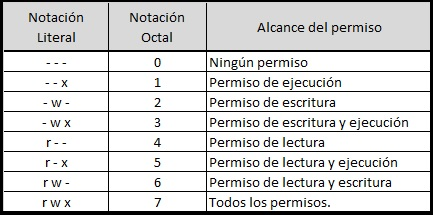 Notación Literal Notación Octal Alcance del permiso
- - - 0 Ningún permiso
- - x 1 Permiso de ejecución
- w - 2 Permiso de escritura
- w x 3 Permiso de escritura y ejecución
r - - 4 Permiso de lectura
r - x 5 Permiso de lectura y ejecución
r w - 6 Permiso de lectura y escritura
r w x 7 Todos los permisos.